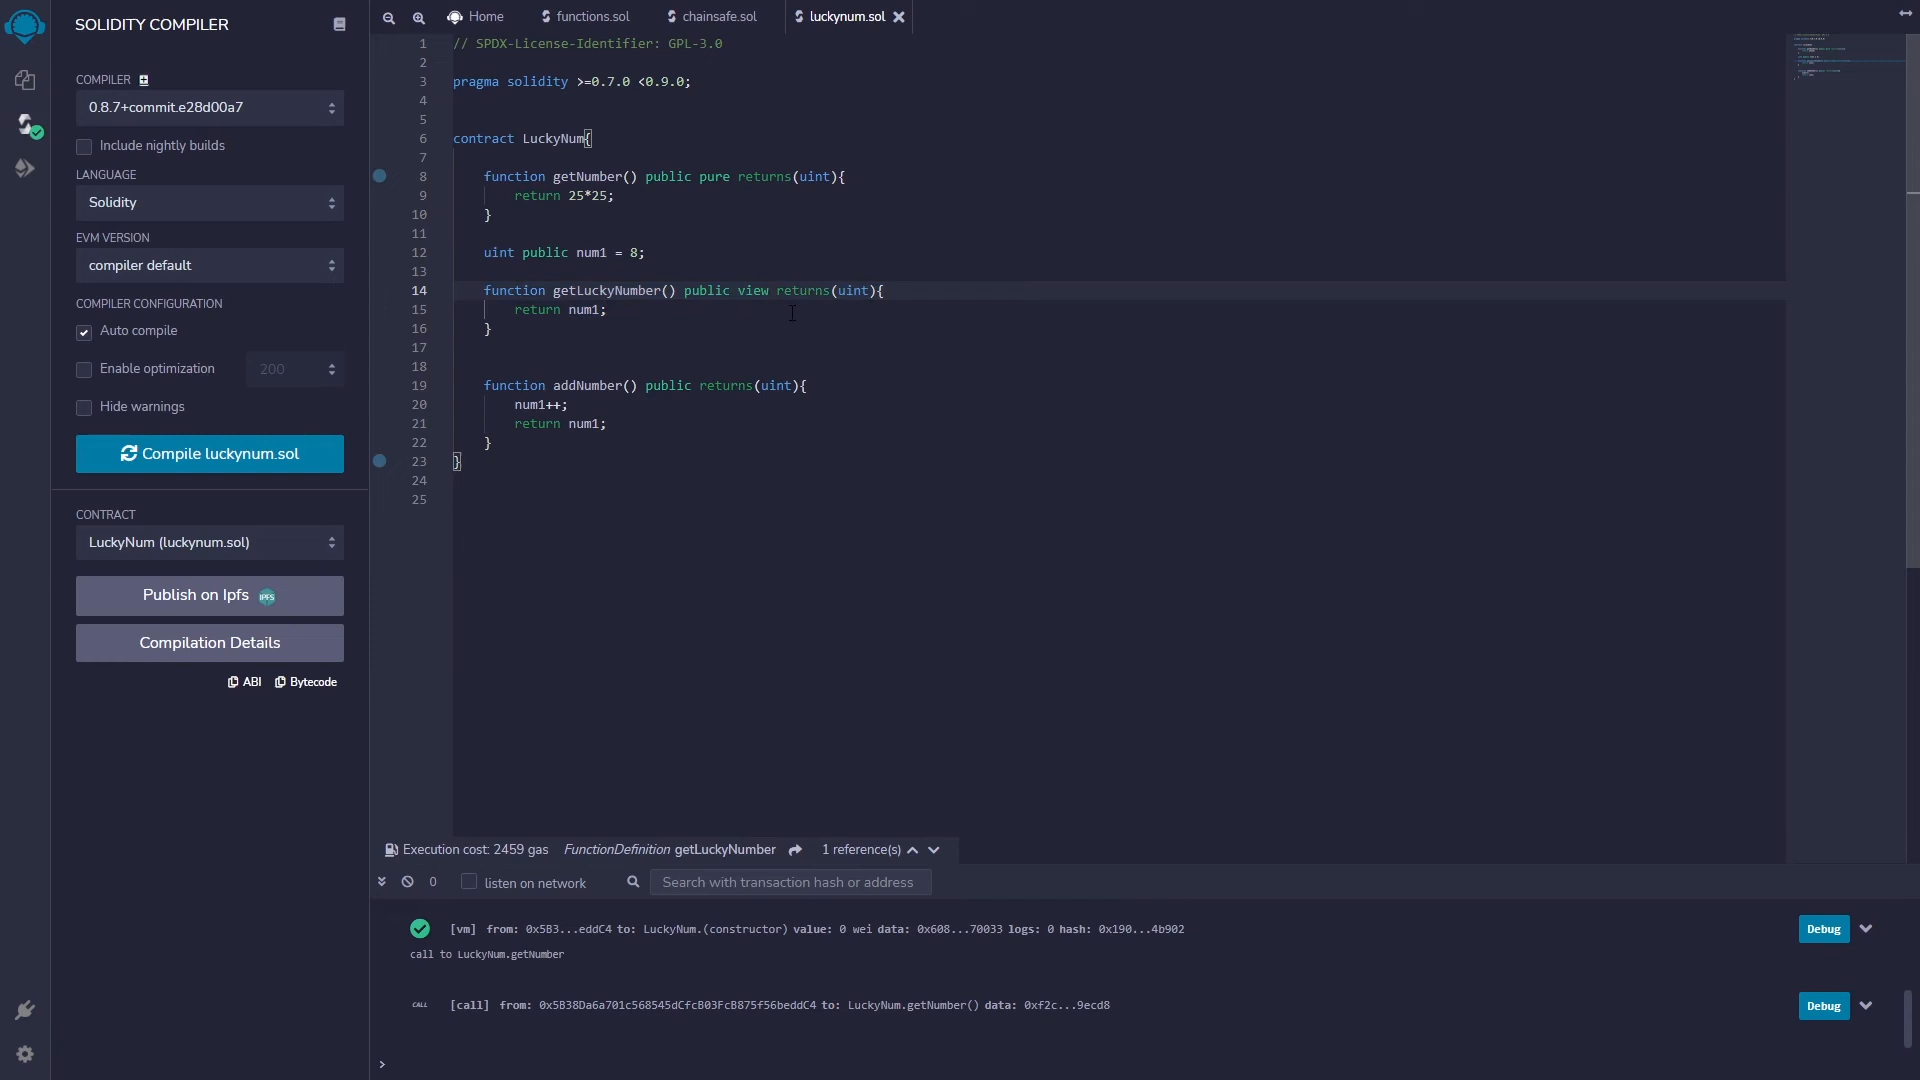 SOLIDITY COMPILER
COMPILER
0.8.7+commit.e28d00a7
Include nightly builds
LANGUAGE
Solidity
EVM VERSION
compiler default
COMPILER CONFIGURATION
Auto compile
Enable optimization
200
Hide warnings
Compile luckynum.sol
CONTRACT
LuckyNum (luckynum.sol)
Publish on Ipfs IPFS
Compilation Details
ABI Bytecode
Home functions.sol chainsafe.sol luckynum.sol
1 // SPDX-License-Identifier: GPL-3.0
2
3 pragma solidity >=0.7.0 <0.9.0;
4
5
6 contract LuckyNum{
7
8 function getNumber() public pure returns(uint){
9 return 25*25;
10 }
11
12 uint public num1 = 8;
13
14 function getLuckyNumber() public view returns(uint){
15 return num1;
16 }
17
18
19 function addNumber() public returns(uint){
20 num1++;
21 return num1;
22 }
23 }
24
25
Execution cost: 2459 gas FunctionDefinition getLuckyNumber 1 reference(s)
0 listen on network Search with transaction hash or address
[vm] from: 0x5B3...eddC4 to: LuckyNum.(constructor) value: 0 wei data: 0x608...70033 logs: 0 hash: 0x190...4b902 Debug
call to LuckyNum.getNumber
CALL [call] from: 0x5B38Da6a701c568545dCfcB03FcB875f56beddC4 to: LuckyNum.getNumber() data: 0xf2c...9ecd8 Debug
>